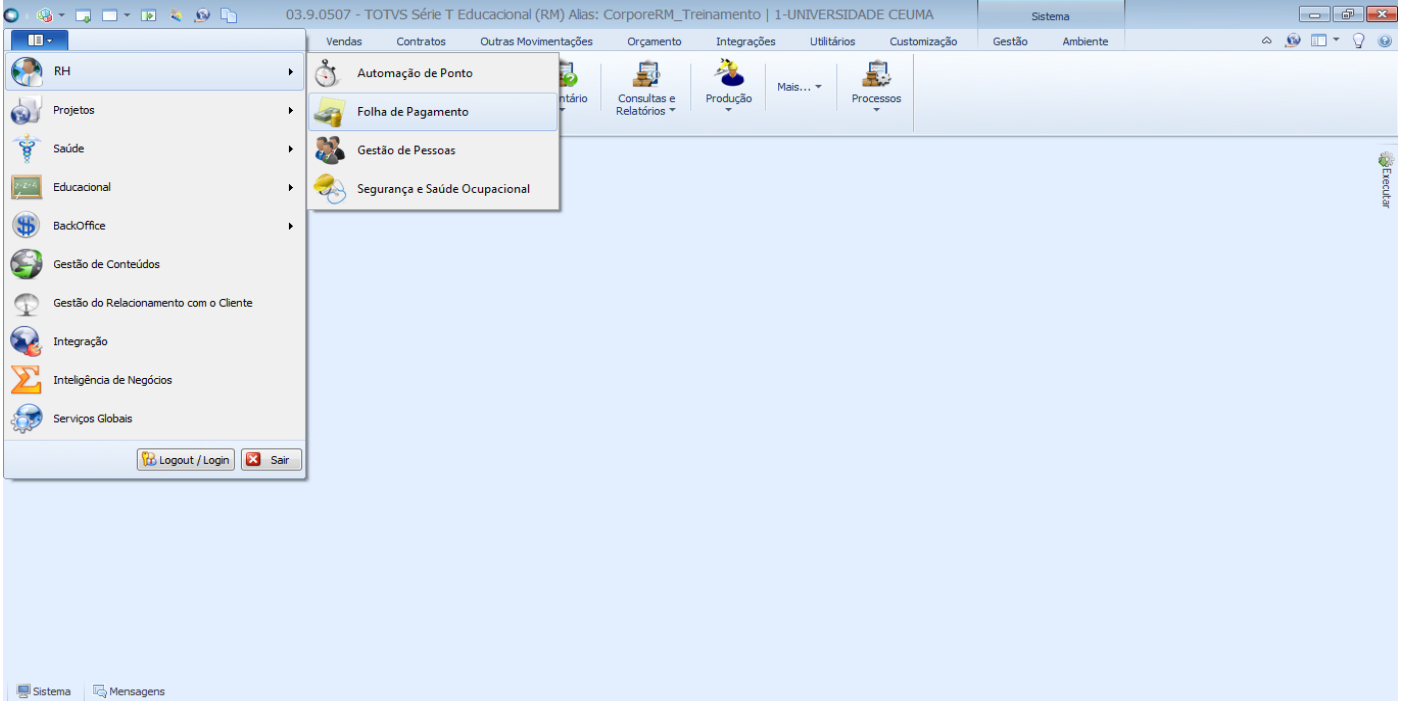 03.9.0507 - TOTVS Série T Educacional (RM) Alias: CorporeRM_Treinamento | 1-UNIVERSIDADE CEUMA
Sistema
Vendas Contratos Outras Movimentações Orçamento Integrações Utilitários Customização Gestão Ambiente
RH
Automação de Ponto
ntário
Consultas e
Relatórios
Produção
Mais...
Processos
Projetos
Folha de Pagamento
Saúde
Gestão de Pessoas
Educacional
Segurança e Saúde Ocupacional
Executar
BackOffice
Gestão de Conteúdos
Gestão do Relacionamento com o Cliente
Integração
Inteligência de Negócios
Serviços Globais
Logout / Login Sair
Sistema Mensagens